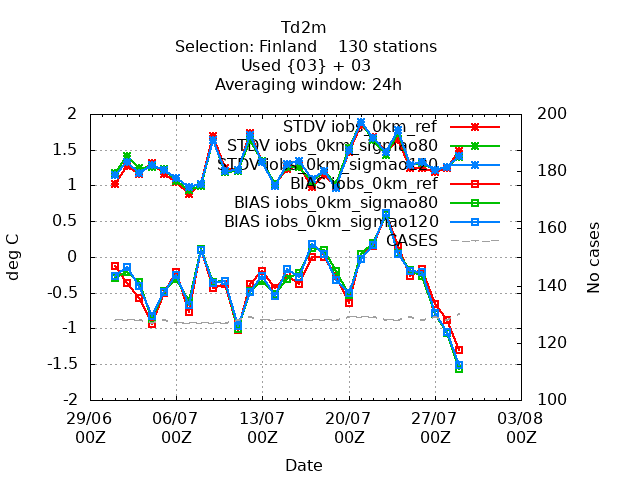 Td2m
Selection: Finland 130 stations
Used {03} + 03
Averaging window: 24h
2
1.5
1
0.5
0
-0.5
-1
-1.5
-2
200
180
160
140
120
100
STDV iobs_0km_ref
STDV iobs_0km_sigmao80
STDV iobs_0km_sigmao120
BIAS iobs_0km_ref
BIAS iobs_0km_sigmao80
BIAS iobs_0km_sigmao120
CASES
deg C
No cases
29/06 06/07 13/07 20/07 27/07 03/08
00Z 00Z 00Z 00Z 00Z 00Z
Date